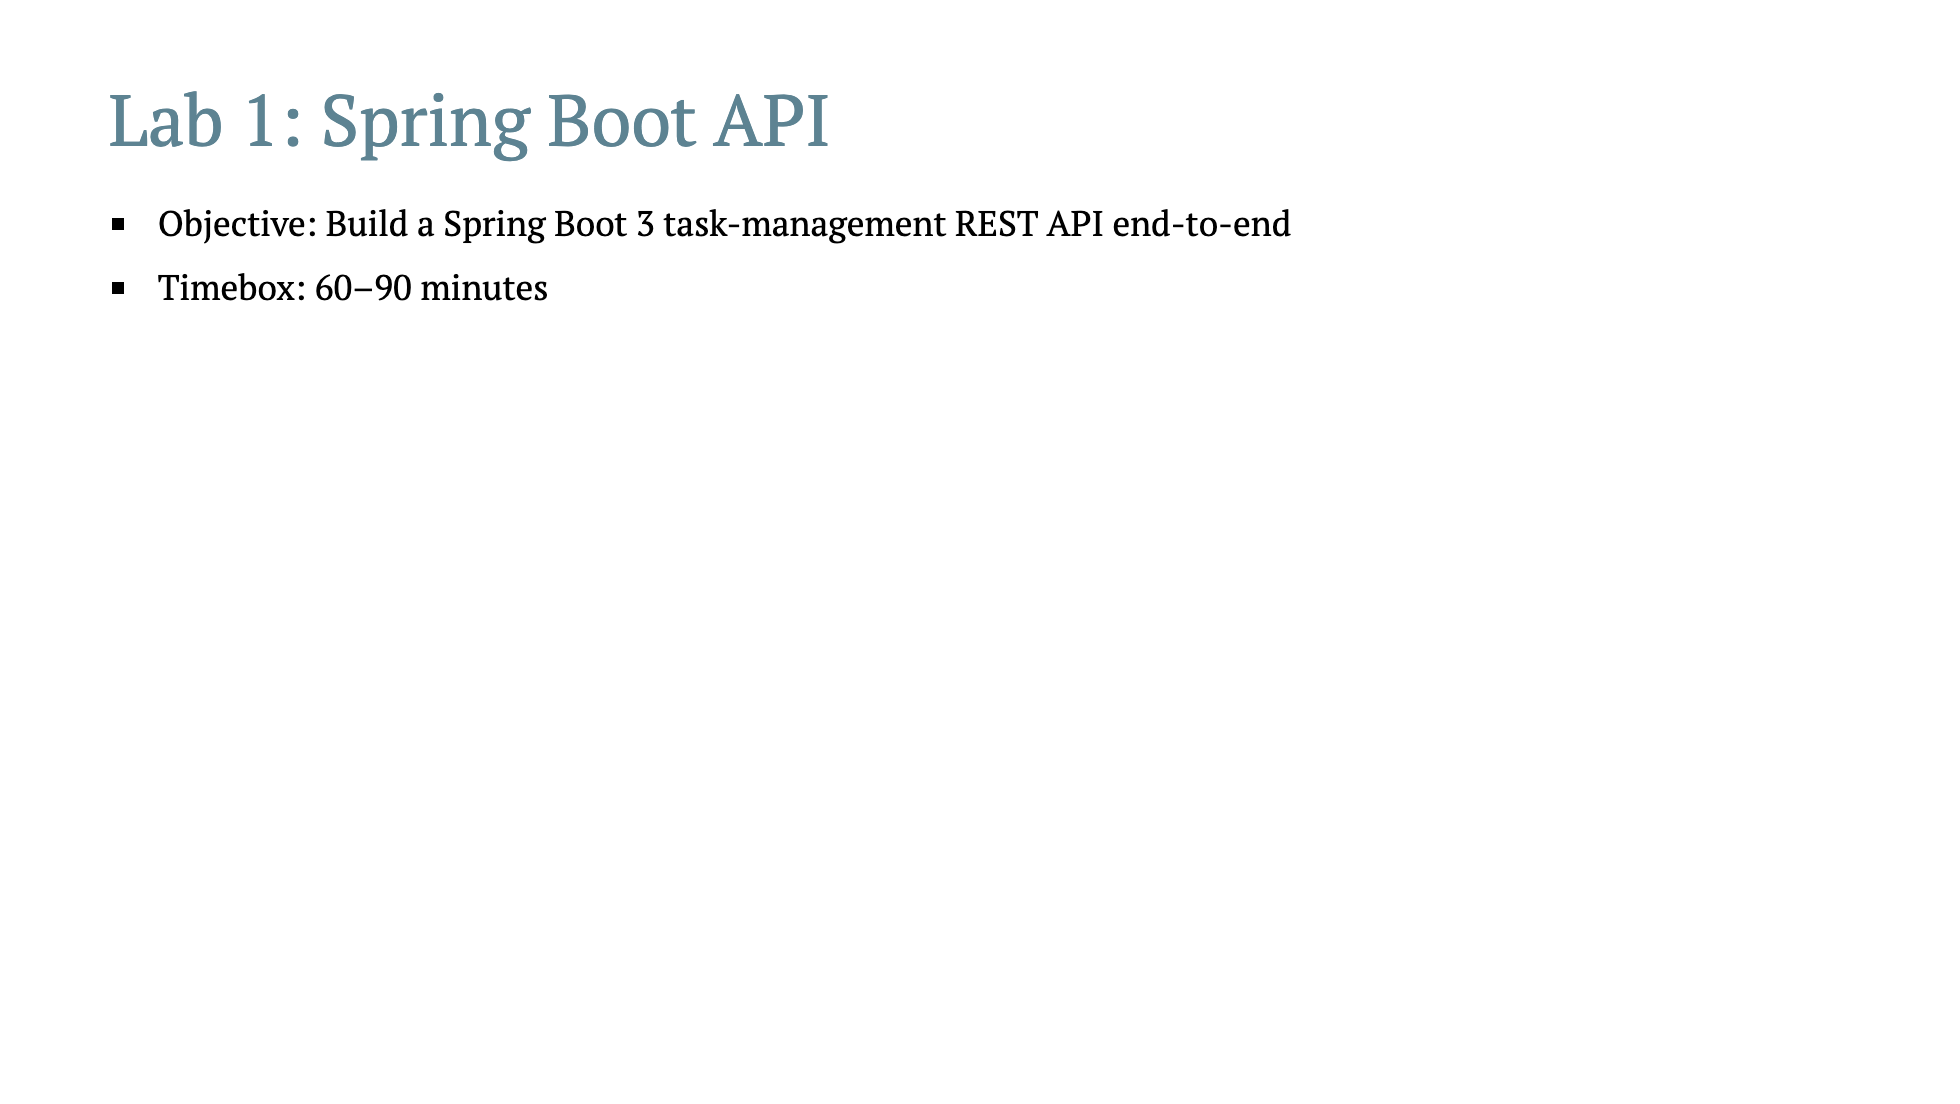 Lab 1: Spring Boot API
▪ Objective: Build a Spring Boot 3 task-management REST API end-to-end
▪ Timebox: 60–90 minutes